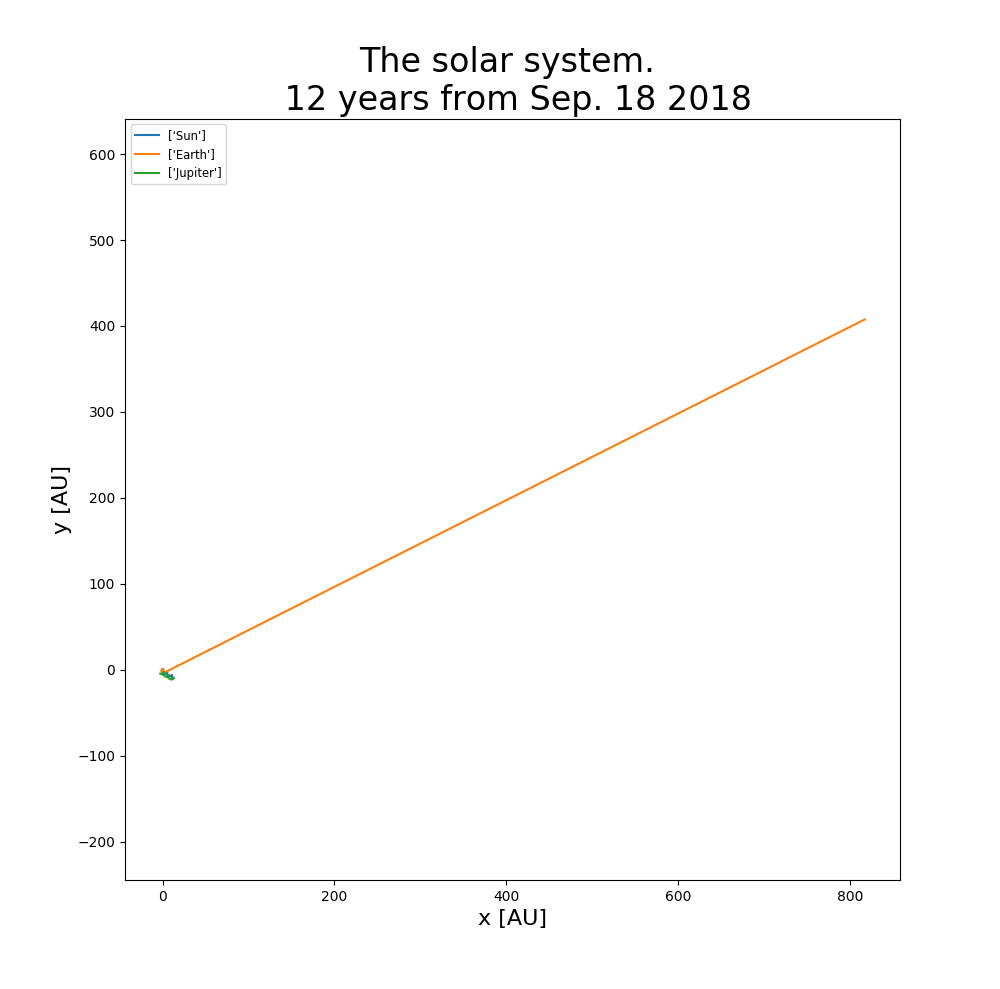 The solar system.
12 years from Sep. 18 2018
['Sun']
['Earth']
['Jupiter']
600
500
400
300
200
100
0
−100
−200
y [AU]
0 200 400 600 800
x [AU]